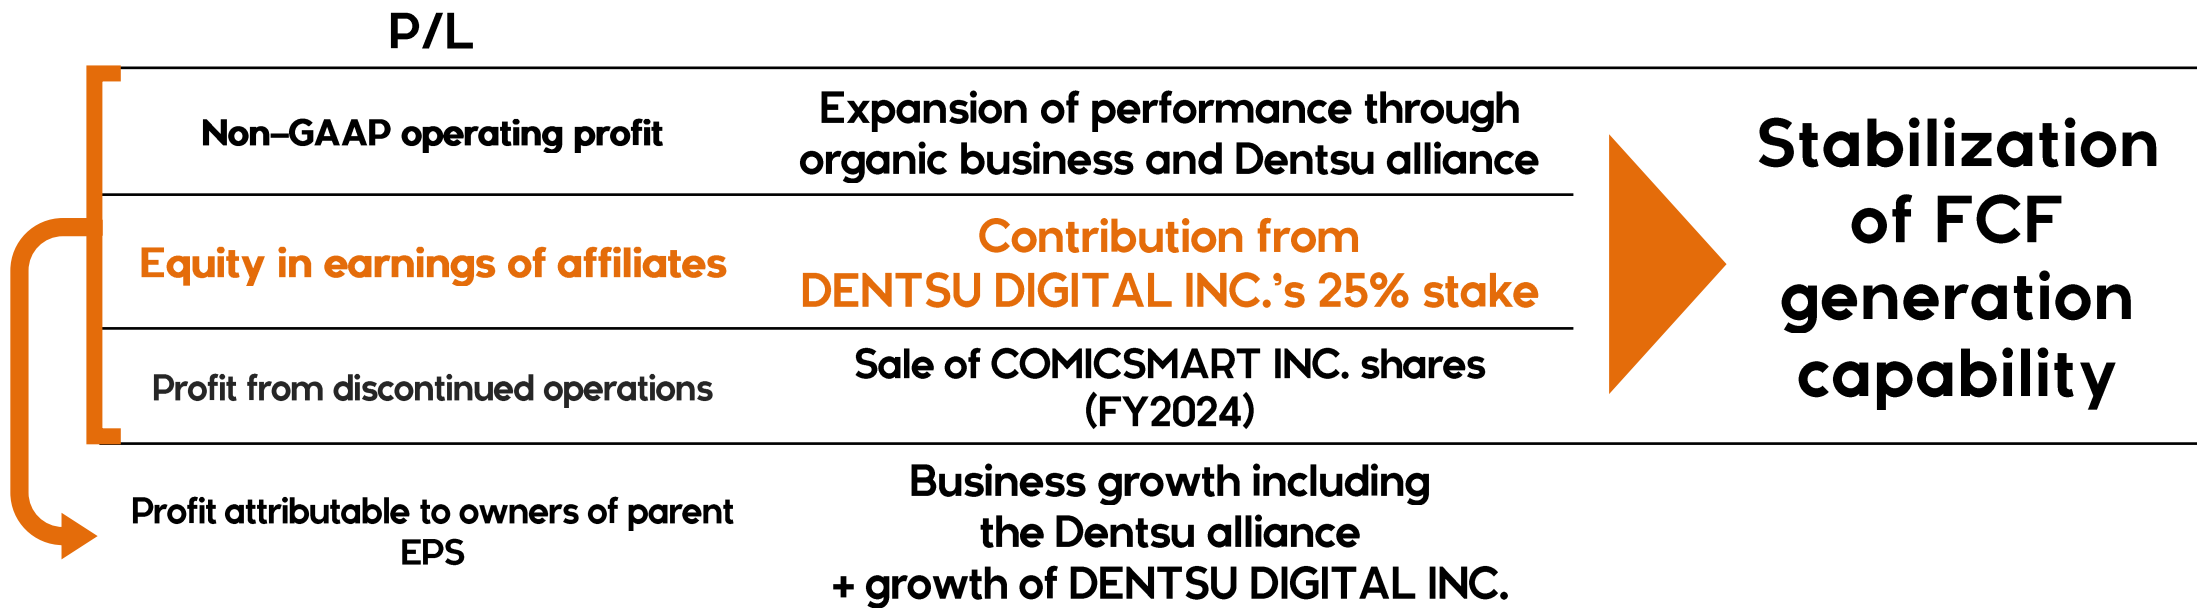 P/L
Non-GAAP operating profit
Expansion of performance through
organic business and Dentsu alliance
Equity in earnings of affiliates
Contribution from
DENTSU DIGITAL INC.'s 25% stake
Profit from discontinued operations
Sale of COMICSMART INC. shares
(FY2024)
Stabilization
of FCF
generation
capability
Profit attributable to owners of parent
EPS
Business growth including
the Dentsu alliance
+ growth of DENTSU DIGITAL INC.